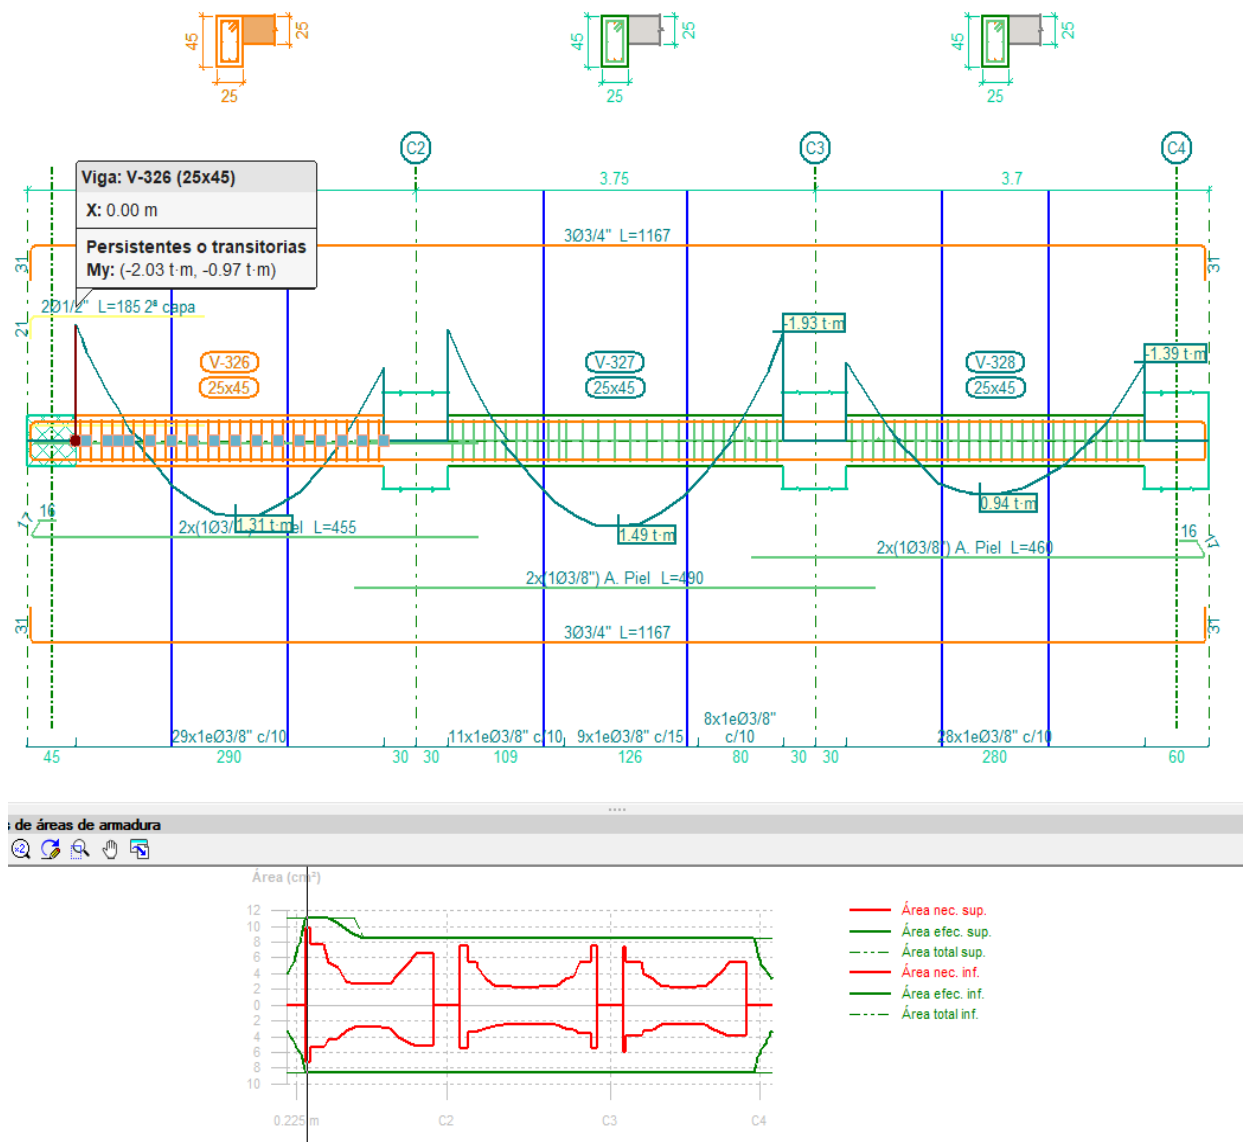 45
25
25
45
25
25
45
25
25
C2
C3
C4
3.75
3.7
Viga: V-326 (25x45)
X: 0.00 m
Persistentes o transitorias
My: (-2.03 t·m, -0.97 t·m)
3Ø3/4" L=1167
31
31
2Ø1/2" L=185 2ª capa
21
-1.93 t·m
-1.39 t·m
V-326
25x45
V-327
25x45
V-328
25x45
17
16
1.31 t·m
2x(1Ø3/ el L=455
1.49 t·m
0.94 t·m
16
17
2x(1Ø3/8") A. Piel L=460
2x(1Ø3/8") A. Piel L=490
31
3Ø3/4" L=1167
31
29x1eØ3/8" c/10
11x1eØ3/8" c/10
9x1eØ3/8" c/15
8x1eØ3/8"
c/10
28x1eØ3/8" c/10
45
290
30
30
109
126
80
30
30
280
60
de áreas de armadura
x2
Área (cm²)
12
10
8
6
4
2
0
2
4
6
8
10
0.225 m
C2
C3
C4
Área nec. sup.
Área efec. sup.
Área total sup.
Área nec. inf.
Área efec. inf.
Área total inf.